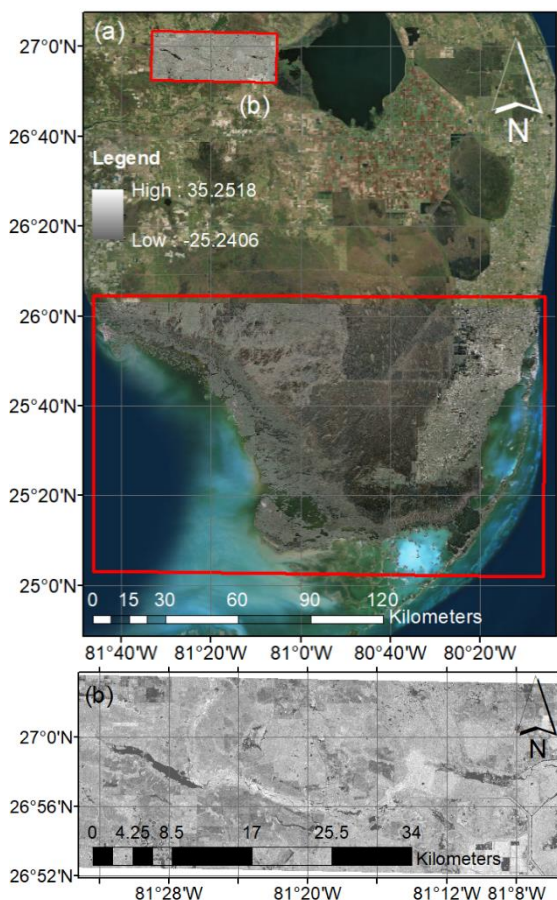 (a)
27°0'N
(b)
N
26°40'N
Legend
High : 35.2518
26°20'N
Low : -25.2406
26°0'N
25°40'N
25°20'N
25°0'N
0 15 30 60 90 120
Kilometers
81°40'W 81°20'W 81°0'W 80°40'W 80°20'W
(b)
27°0'N
N
26°56'N
0 4.25 8.5 17 25.5 34
Kilometers
26°52'N
81°28'W 81°20'W 81°12'W 81°8'W